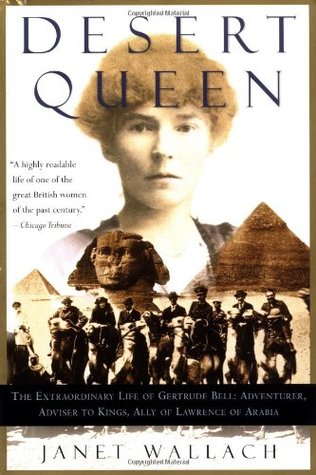 DESERT
QUEEN
"A highly readable
life of one of the
great British women
of the past century."
— Chicago Tribune
THE EXTRAORDINARY LIFE OF GERTRUDE BELL: ADVENTURER,
ADVISER TO KINGS, ALLY OF LAWRENCE OF ARABIA
JANET WALLACH